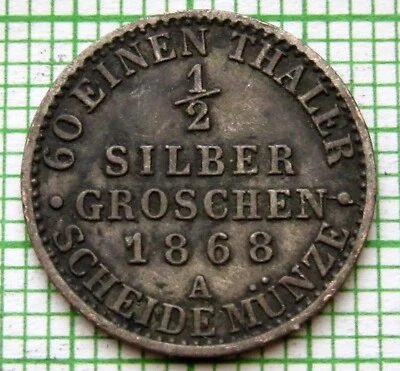 60 EINEN THALER
1/2
SILBER
GROSCHEN
1868
A
SCHEIDEMÜNZE